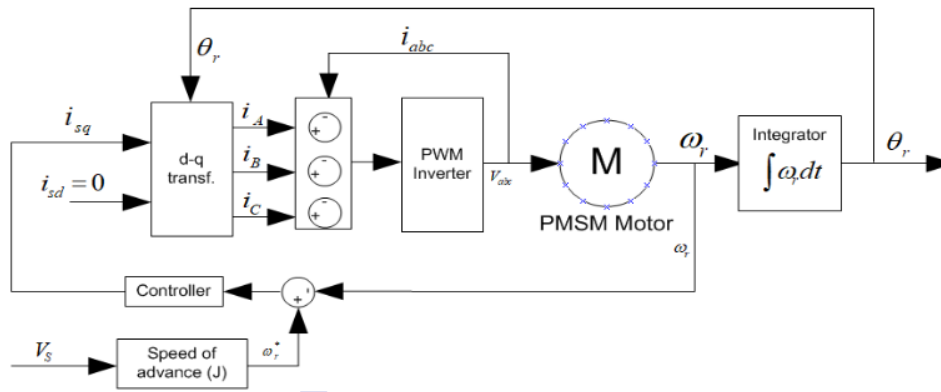 θr
iabc
isq
isd = 0
d-q
transf.
iA
iB
iC
-
+
-
+
-
+
PWM
Inverter
Vabc
M
PMSM Motor
ωr
Integrator
∫ωrdt
θr
ωr
Controller
+
VS
Speed of
advance (J)
ωr*